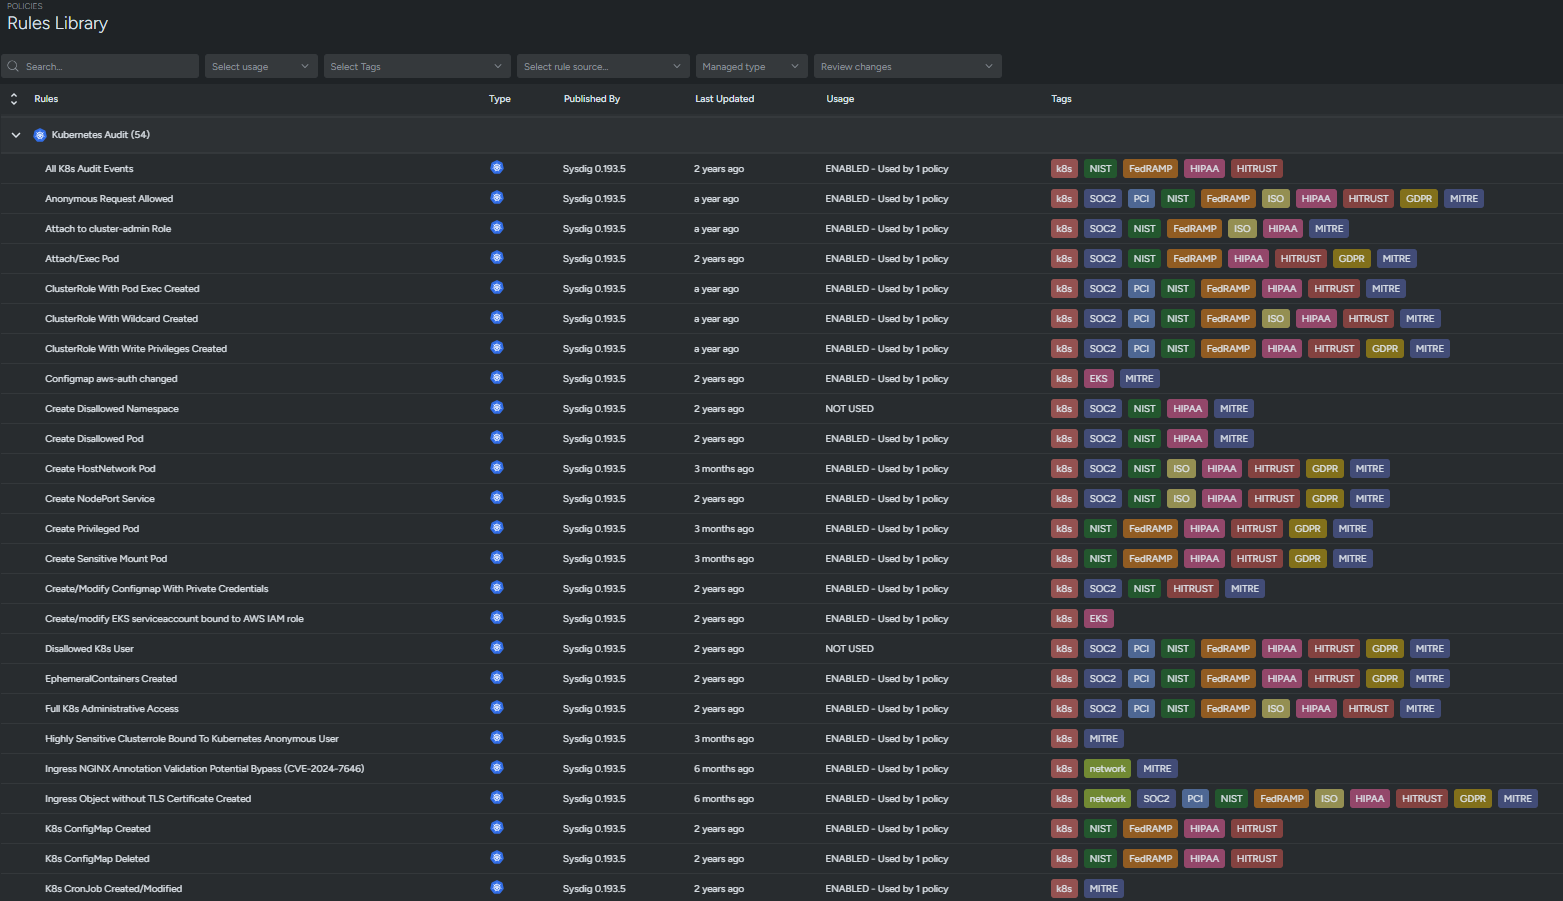 POLICIES
Rules Library
Search... Select usage Select Tags Select rule source... Managed type Review changes
Rules Type Published By Last Updated Usage Tags
Kubernetes Audit (54)
All K8s Audit Events Sysdig 0.193.5 2 years ago ENABLED - Used by 1 policy k8s NIST FedRAMP HIPAA HITRUST
Anonymous Request Allowed Sysdig 0.193.5 a year ago ENABLED - Used by 1 policy k8s SOC2 PCI NIST FedRAMP ISO HIPAA HITRUST GDPR MITRE
Attach to cluster-admin Role Sysdig 0.193.5 a year ago ENABLED - Used by 1 policy k8s SOC2 NIST FedRAMP ISO HIPAA MITRE
Attach/Exec Pod Sysdig 0.193.5 2 years ago ENABLED - Used by 1 policy k8s SOC2 NIST FedRAMP HIPAA HITRUST GDPR MITRE
ClusterRole With Pod Exec Created Sysdig 0.193.5 a year ago ENABLED - Used by 1 policy k8s SOC2 PCI NIST FedRAMP HIPAA HITRUST MITRE
ClusterRole With Wildcard Created Sysdig 0.193.5 a year ago ENABLED - Used by 1 policy k8s SOC2 PCI NIST FedRAMP ISO HIPAA HITRUST MITRE
ClusterRole With Write Privileges Created Sysdig 0.193.5 a year ago ENABLED - Used by 1 policy k8s SOC2 PCI NIST FedRAMP HIPAA HITRUST GDPR MITRE
Configmap aws-auth changed Sysdig 0.193.5 2 years ago ENABLED - Used by 1 policy k8s EKS MITRE
Create Disallowed Namespace Sysdig 0.193.5 2 years ago NOT USED k8s SOC2 NIST HIPAA MITRE
Create Disallowed Pod Sysdig 0.193.5 2 years ago ENABLED - Used by 1 policy k8s SOC2 NIST HIPAA MITRE
Create HostNetwork Pod Sysdig 0.193.5 3 months ago ENABLED - Used by 1 policy k8s SOC2 NIST ISO HIPAA HITRUST GDPR MITRE
Create NodePort Service Sysdig 0.193.5 2 years ago ENABLED - Used by 1 policy k8s SOC2 NIST ISO HIPAA HITRUST GDPR MITRE
Create Privileged Pod Sysdig 0.193.5 3 months ago ENABLED - Used by 1 policy k8s NIST FedRAMP HIPAA HITRUST GDPR MITRE
Create Sensitive Mount Pod Sysdig 0.193.5 3 months ago ENABLED - Used by 1 policy k8s NIST FedRAMP HIPAA HITRUST GDPR MITRE
Create/Modify Configmap With Private Credentials Sysdig 0.193.5 2 years ago ENABLED - Used by 1 policy k8s SOC2 NIST HITRUST MITRE
Create/modify EKS serviceaccount bound to AWS IAM role Sysdig 0.193.5 2 years ago ENABLED - Used by 1 policy k8s EKS
Disallowed K8s User Sysdig 0.193.5 2 years ago NOT USED k8s SOC2 PCI NIST FedRAMP HIPAA HITRUST GDPR MITRE
EphemeralContainers Created Sysdig 0.193.5 2 years ago ENABLED - Used by 1 policy k8s SOC2 PCI NIST FedRAMP HIPAA HITRUST GDPR MITRE
Full K8s Administrative Access Sysdig 0.193.5 2 years ago ENABLED - Used by 1 policy k8s SOC2 PCI NIST FedRAMP ISO HIPAA HITRUST MITRE
Highly Sensitive Clusterrole Bound To Kubernetes Anonymous User Sysdig 0.193.5 3 months ago ENABLED - Used by 1 policy k8s MITRE
Ingress NGINX Annotation Validation Potential Bypass (CVE-2024-7646) Sysdig 0.193.5 6 months ago ENABLED - Used by 1 policy k8s network MITRE
Ingress Object without TLS Certificate Created Sysdig 0.193.5 6 months ago ENABLED - Used by 1 policy k8s network SOC2 PCI NIST FedRAMP ISO HIPAA HITRUST GDPR MITRE
K8s ConfigMap Created Sysdig 0.193.5 2 years ago ENABLED - Used by 1 policy k8s NIST FedRAMP HIPAA HITRUST
K8s ConfigMap Deleted Sysdig 0.193.5 2 years ago ENABLED - Used by 1 policy k8s NIST FedRAMP HIPAA HITRUST
K8s CronJob Created/Modified Sysdig 0.193.5 2 years ago ENABLED - Used by 1 policy k8s MITRE